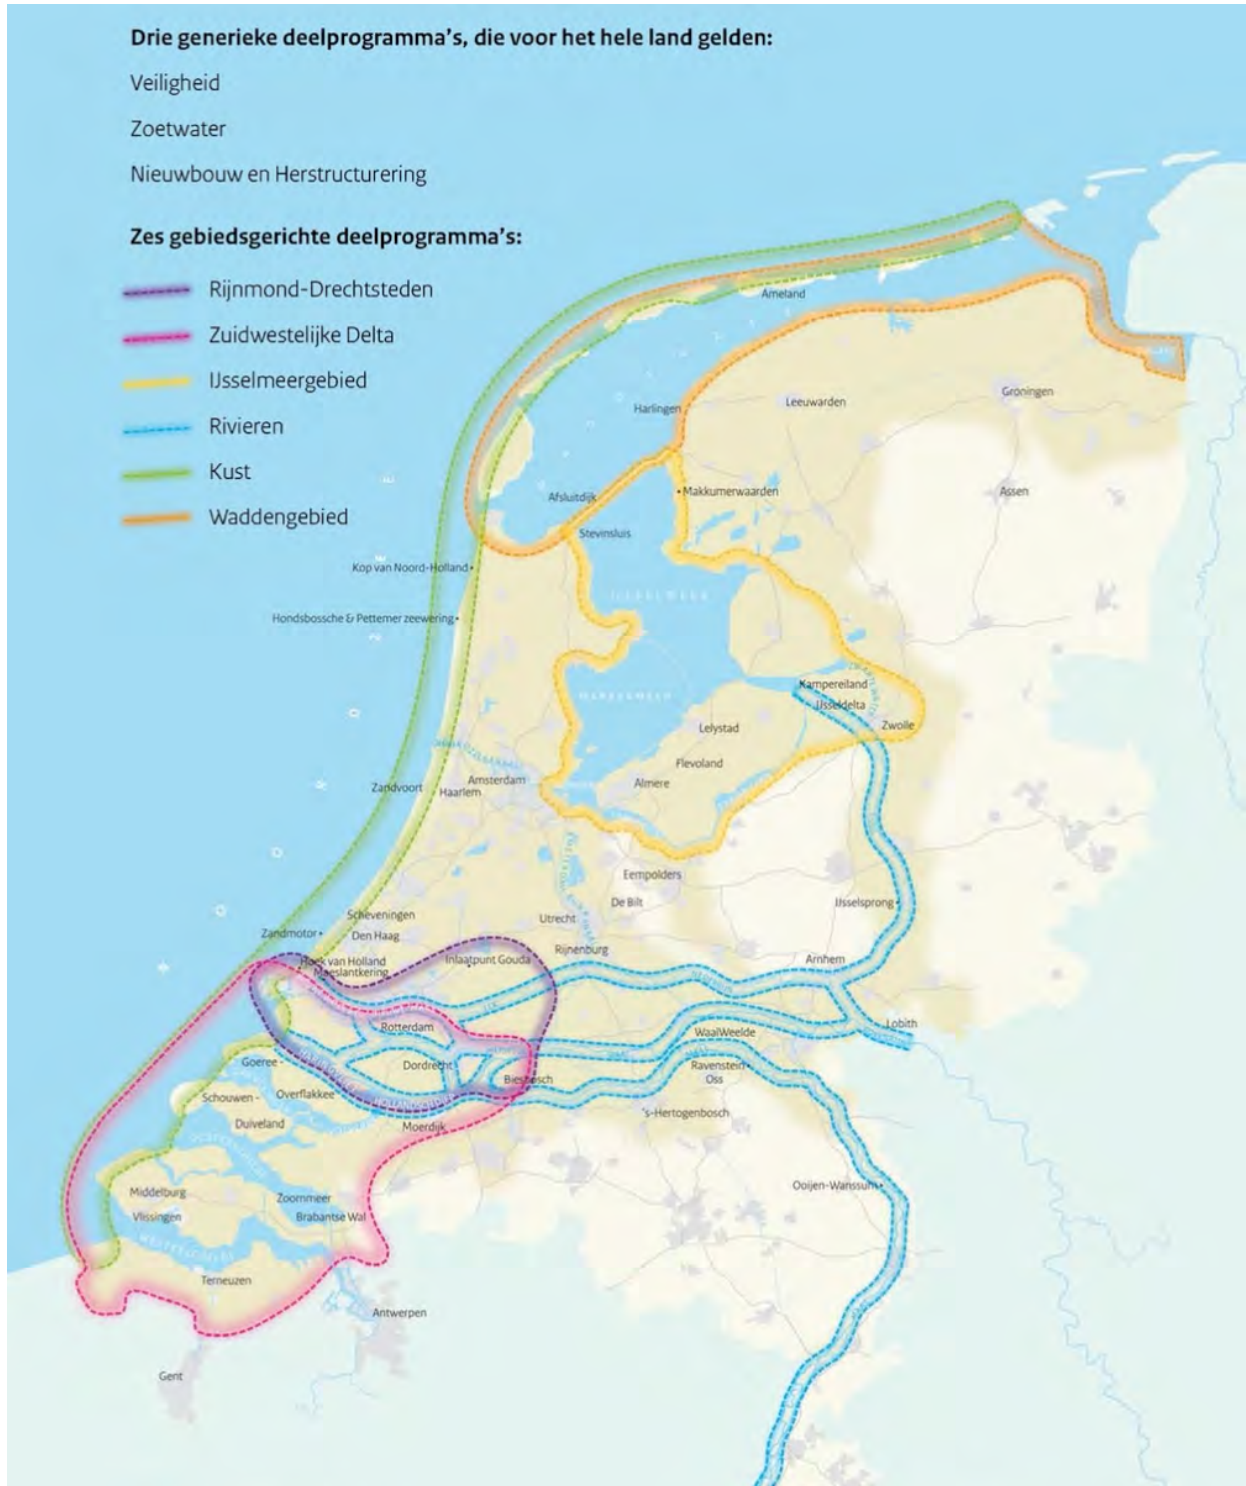 Drie generieke deelprogramma's, die voor het hele land gelden:
Veiligheid
Zoetwater
Nieuwbouw en Herstructurering
Zes gebiedsgerichte deelprogramma's:
Rijnmond-Drechtsteden
Zuidwestelijke Delta
IJsselmeergebied
Rivieren
Kust
Waddengebied
Ameland
Harlingen
Leeuwarden
Groningen
Afsluitdijk
Makkumerwaarden
Assen
Stevinsluis
Kop van Noord-Holland
IJSSELMEER
Hondsbossche & Pettemer zeewering
MARKERMEER
Kampereiland
IJsseldelta
Zwolle
Lelystad
Flevoland
Almere
Zandvoort
Amsterdam
Haarlem
Eempolders
De Bilt
IJsselsprong
Scheveningen
Utrecht
Zandmotor
Den Haag
Rijnenburg
Hoek van Holland
Maeslantkering
Inlaatpunt Gouda
Arnhem
LEK
Rotterdam
WaalWeelde
Lobith
Goeree -
Overflakkee
Dordrecht
Biesbosch
Ravenstein
Oss
Schouwen -
Duiveland
Moerdijk
's-Hertogenbosch
Middelburg
Vlissingen
Zoommeer
Brabantse Wal
Ooijen-Wanssum
Terneuzen
Antwerpen
Gent